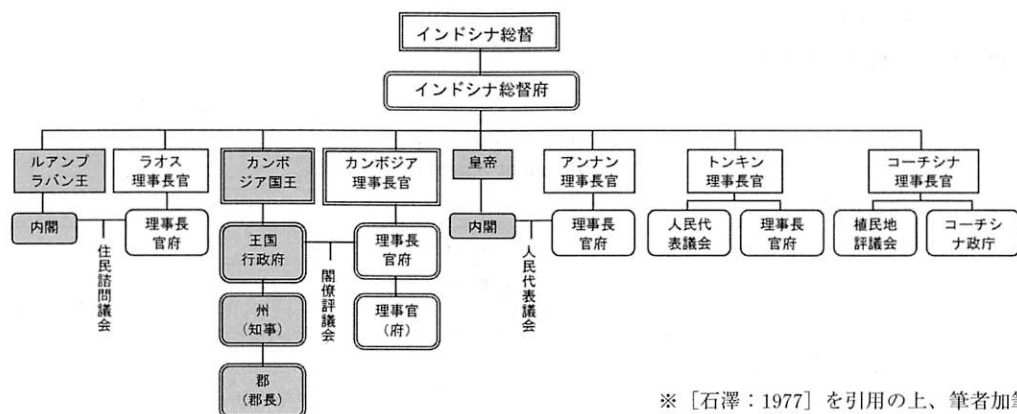 インドシナ総督
インドシナ総督府
ルアンプ
ラバン王
ラオス
理事長官
カンボ
ジア国王
カンボジア
理事長官
皇帝
アンナン
理事長官
トンキン
理事長官
コーチシナ
理事長官
内閣
住民諮問議会
理事長
官府
王国
行政府
閣僚評議会
理事長
官府
内閣
人民代表議会
理事長
官府
人民代
表議会
理事長
官府
植民地
評議会
コーチシ
ナ政庁
州
(知事)
理事官
(府)
郡
(郡長)
※［石澤：1977］を引用の上、筆者加筆